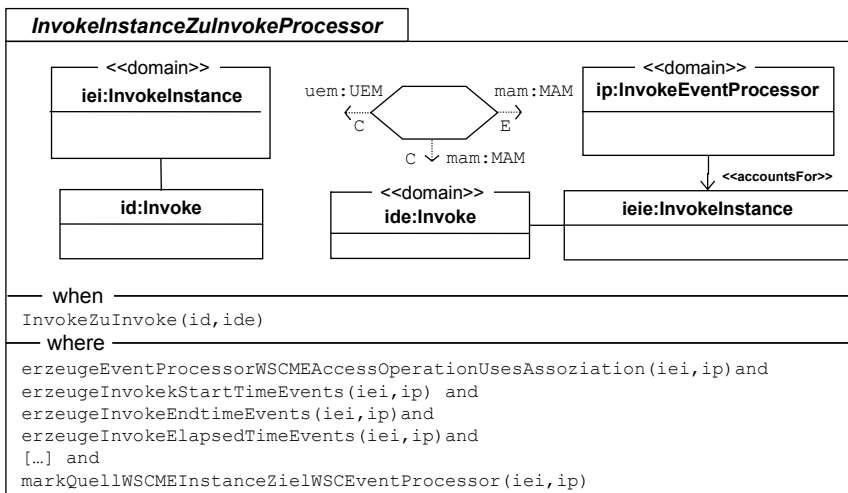 InvokeInstanceZuInvokeProcessor
<<domain>>
iei:InvokeInstance
id:Invoke
uem:UEM
C
mam:MAM
E
C
mam:MAM
<<domain>>
ip:InvokeEventProcessor
<<accountsFor>>
<<domain>>
ide:Invoke
ieie:InvokeInstance
when
InvokeZuInvoke(id,ide)
where
erzeugeEventProcessorWSCMEAccessOperationUsesAssoziation(iei,ip)and
erzeugeInvokekStartTimeEvents(iei,ip) and
erzeugeInvokeEndtimeEvents(iei,ip)and
erzeugeInvokeElapsedTimeEvents(iei,ip)and
[…] and
markQuellWSCMEInstanceZielWSCEventProcessor(iei,ip)